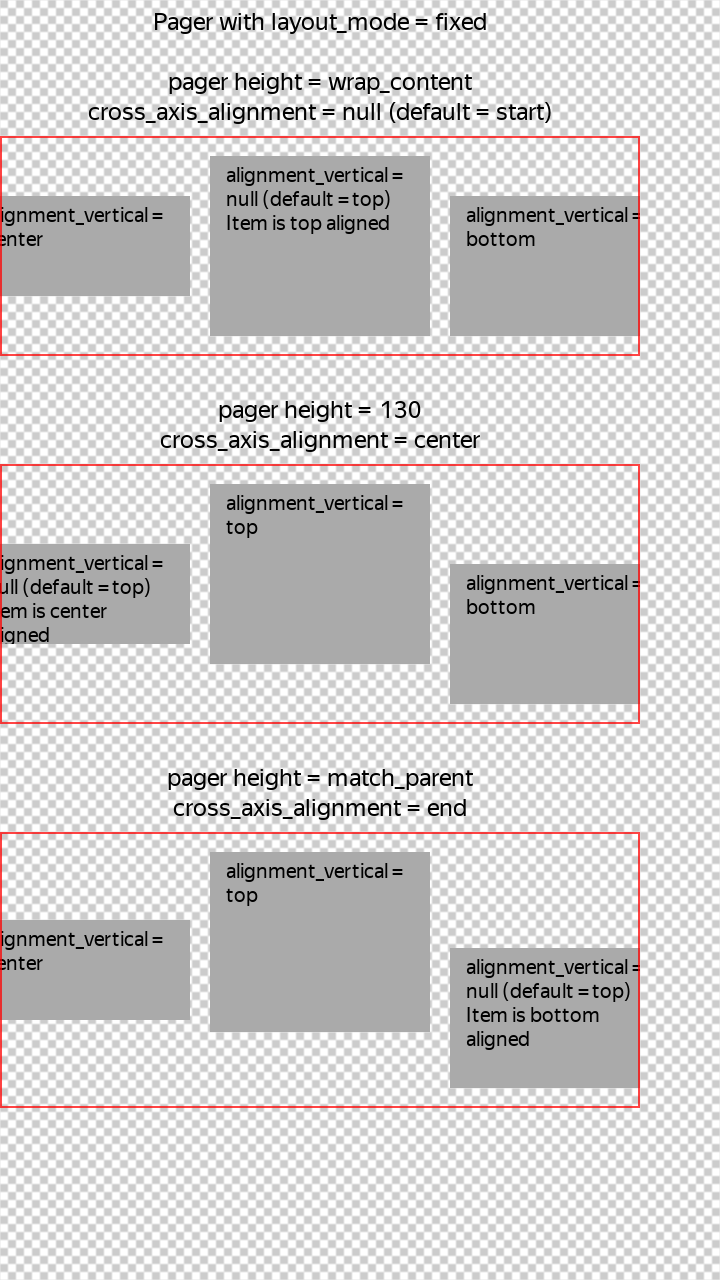 Pager with layout_mode = fixed
pager height = wrap_content
cross_axis_alignment = null (default = start)
ignment_vertical =
enter
alignment_vertical =
null (default = top)
Item is top aligned
alignment_vertical =
bottom
pager height = 130
cross_axis_alignment = center
ignment_vertical =
ull (default = top)
em is center
igned
alignment_vertical =
top
alignment_vertical =
bottom
pager height = match_parent
cross_axis_alignment = end
ignment_vertical =
enter
alignment_vertical =
top
alignment_vertical =
null (default = top)
Item is bottom
aligned